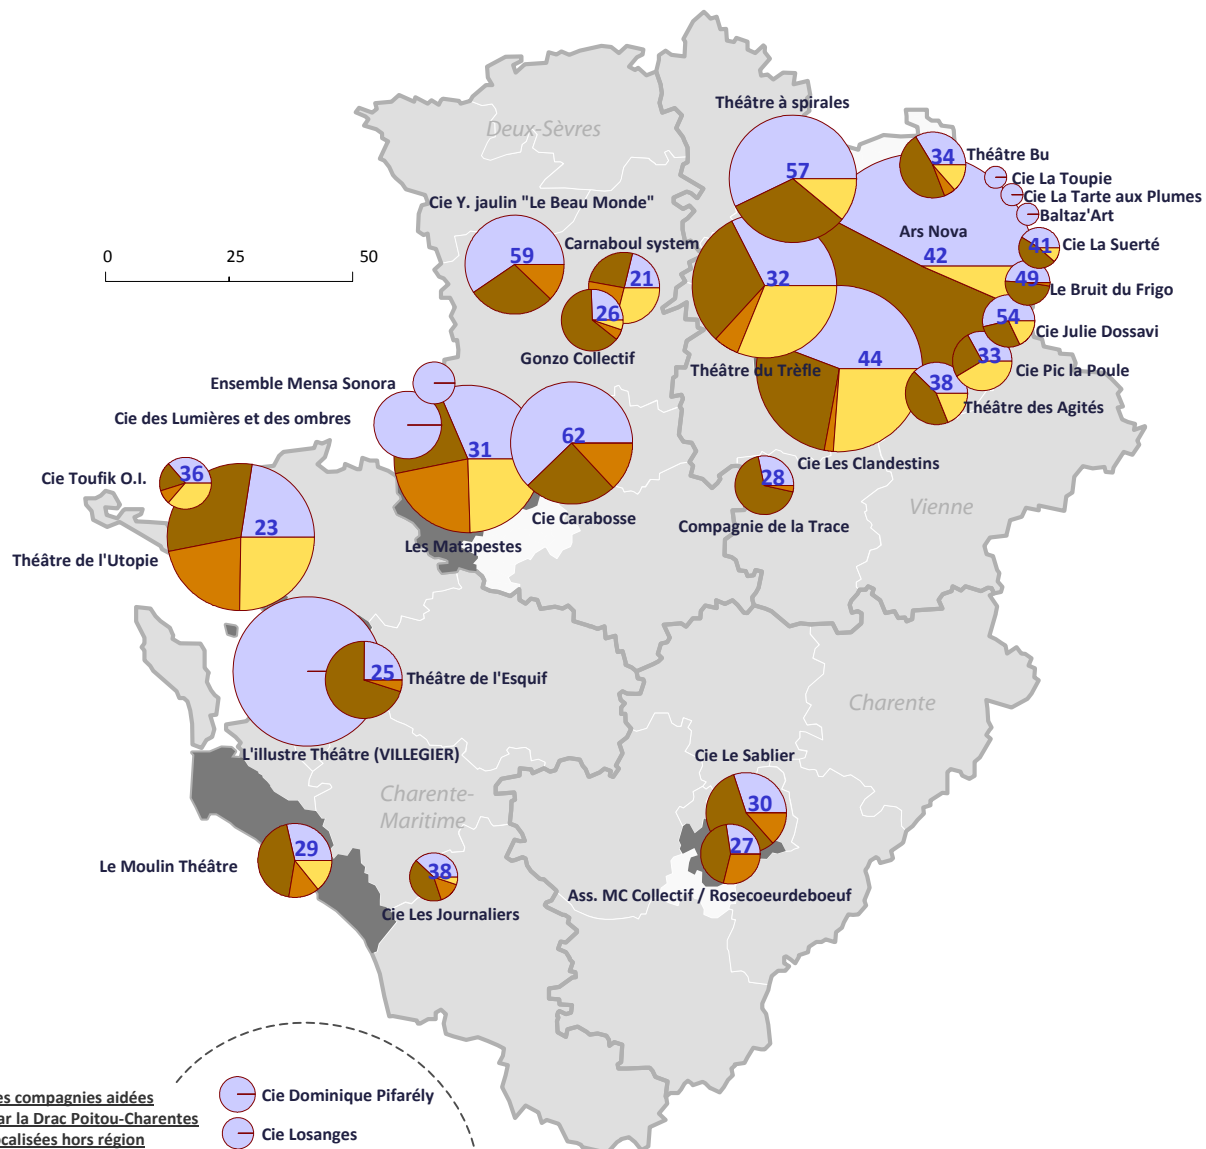 Théâtre à spirales
Deux-Sèvres
34
Théâtre Bu
57
Cie La Toupie
Cie La Tarte aux Plumes
Cie Y. jaulin "Le Beau Monde"
Baltaz'Art
Ars Nova
Carnaboul system
41
Cie La Suerté
59
42
0
25
50
21
32
49
Le Bruit du Frigo
26
54
Cie Julie Dossavi
Gonzo Collectif
44
33
Théâtre du Trèfle
Cie Pic la Poule
Ensemble Mensa Sonora
38
Théâtre des Agités
Cie des Lumières et des ombres
62
31
Cie Les Clandestins
36
Cie Toufik O.I.
28
Vienne
Cie Carabosse
Compagnie de la Trace
23
Les Matapestes
Théâtre de l'Utopie
25
Théâtre de l'Esquif
Charente
L'illustre Théâtre (VILLEGIER)
Cie Le Sablier
Charente-
Maritime
30
29
27
Le Moulin Théâtre
38
Ass. MC Collectif / Rosecoeurdeboeuf
Cie Les Journaliers
es compagnies aidées
ar la Drac Poitou-Charentes
ocalisées hors région
Cie Dominique Pifarély
Cie Losanges